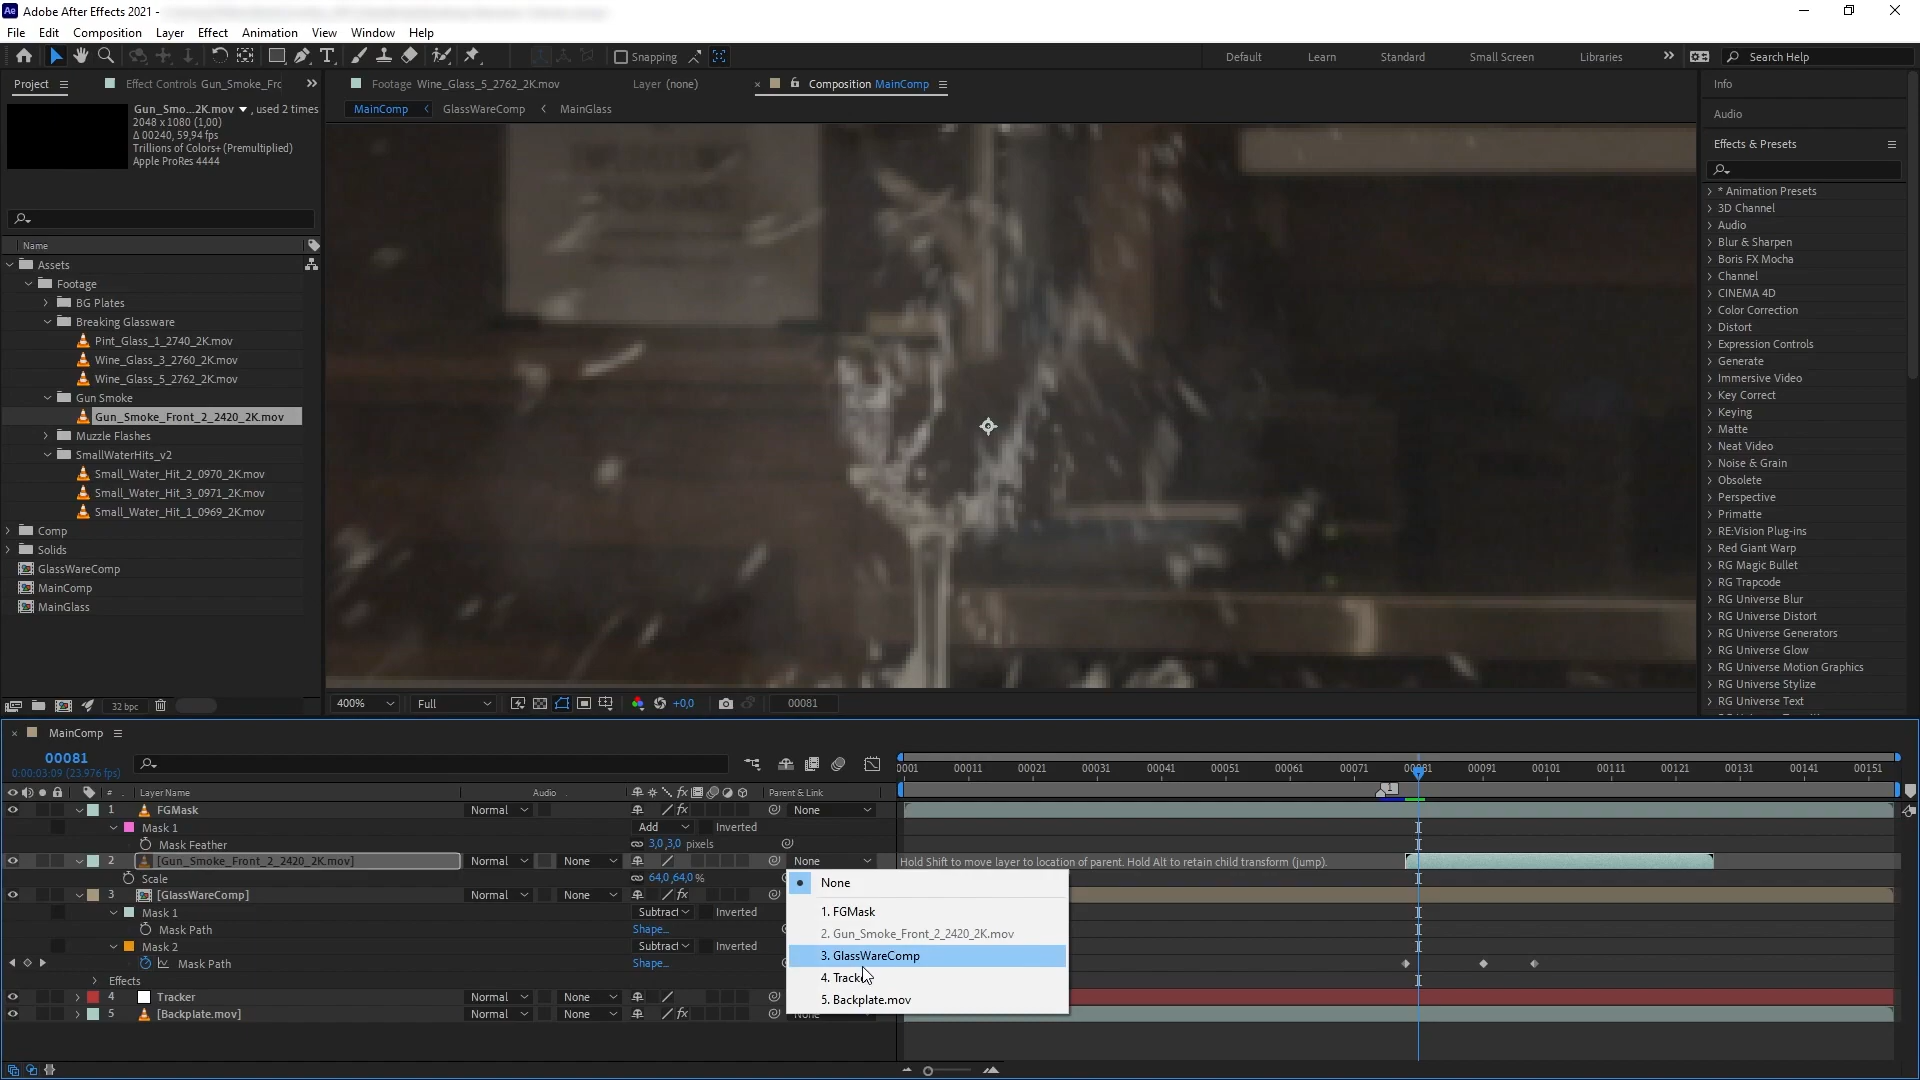 Adobe After Effects 2021 -
File Edit Composition Layer Effect Animation View Window Help
Snapping Default Learn Standard Small Screen Libraries Search Help
Project Effect Controls Gun_Smoke_Frc
Footage Wine_Glass_5_2762_2K.mov Layer (none) Composition MainComp
MainComp GlassWareComp MainGlass
Gun_Smo...2K.mov , used 2 times
2048 x 1080 (1,00)
Δ 00240, 59,94 fps
Trillions of Colors+ (Premultiplied)
Apple ProRes 4444
Name
Assets
Footage
BG Plates
Breaking Glassware
Pint_Glass_1_2740_2K.mov
Wine_Glass_3_2760_2K.mov
Wine_Glass_5_2762_2K.mov
Gun Smoke
Gun_Smoke_Front_2_2420_2K.mov
Muzzle Flashes
SmallWaterHits_v2
Small_Water_Hit_2_0970_2K.mov
Small_Water_Hit_3_0971_2K.mov
Small_Water_Hit_1_0969_2K.mov
Comp
Solids
GlassWareComp
MainComp
MainGlass
32 bpc
400% Full +0,0 00081
Info
Audio
Effects & Presets
* Animation Presets
3D Channel
Audio
Blur & Sharpen
Boris FX Mocha
Channel
CINEMA 4D
Color Correction
Distort
Expression Controls
Generate
Immersive Video
Key Correct
Keying
Matte
Neat Video
Noise & Grain
Obsolete
Perspective
Primatte
RE:Vision Plug-ins
Red Giant Warp
RG Magic Bullet
RG Trapcode
RG Universe Blur
RG Universe Distort
RG Universe Generators
RG Universe Glow
RG Universe Motion Graphics
RG Universe Stylize
RG Universe Text
MainComp
00081
0:00:03:09 (23.976 fps)
0001 00011 00021 00031 00041 00051 00061 00071 00081 00091 00101 00111 00121 00131 00141 00151
# Layer Name Audio fx Parent & Link
1
1 FGMask Normal fx None
Mask 1 Add Inverted
Mask Feather 3,0,3,0 pixels
2 [Gun_Smoke_Front_2_2420_2K.mov] Normal None None
Hold Shift to move layer to location of parent. Hold Alt to retain child transform (jump).
Scale 64,0,64,0%
3 [GlassWareComp] Normal None fx
Mask 1 Subtract Inverted
Mask Path Shape...
Mask 2 Subtract Inverted
Mask Path Shape...
Effects
4 Tracker Normal None
5 [Backplate.mov] Normal None fx
None
1. FGMask
2. Gun_Smoke_Front_2_2420_2K.mov
3. GlassWareComp
4. Tracker
5. Backplate.mov